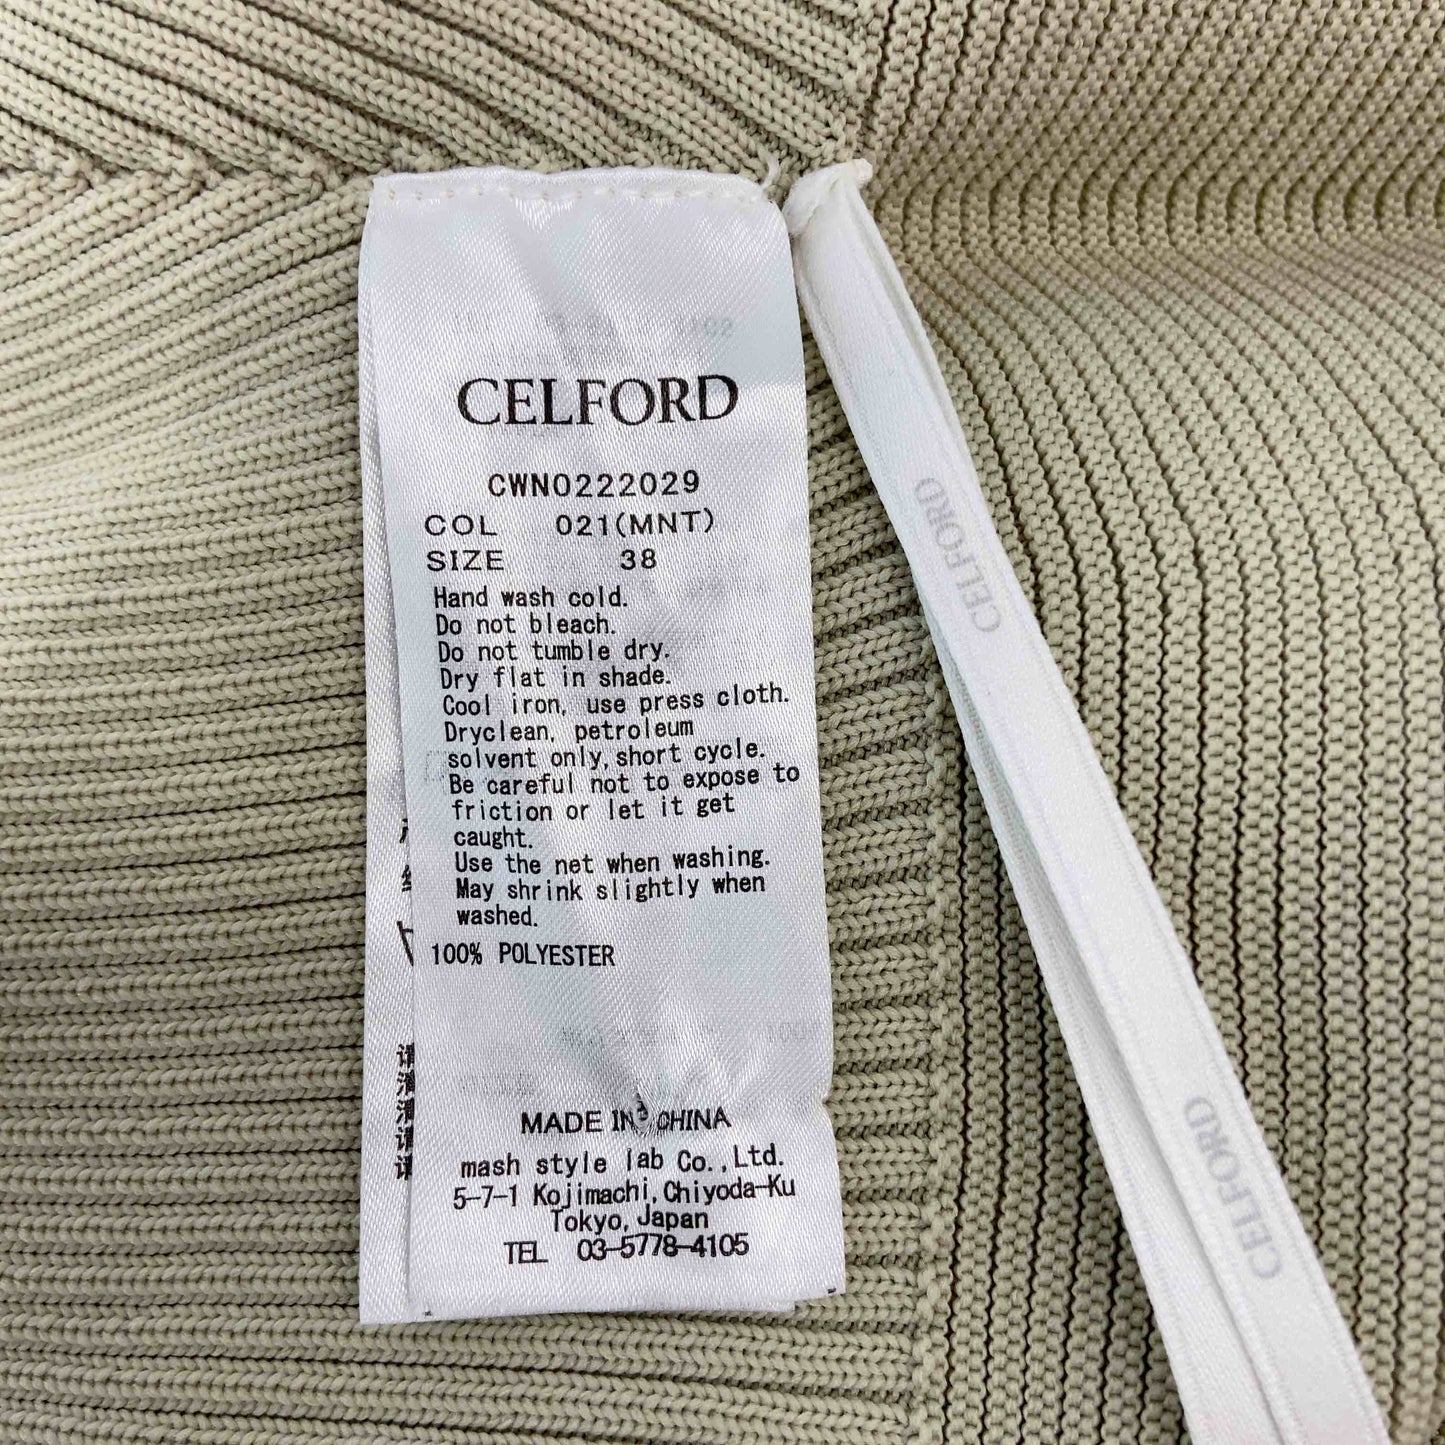 CELFORD
CWN0222029
COL 021(MNT)
SIZE 38
Hand wash cold.
Do not bleach.
Do not tumble dry.
Dry flat in shade.
Cool iron, use press cloth.
Dryclean, petroleum
solvent only, short cycle.
Be careful not to expose to
friction or let it get
caught.
Use the net when washing.
May shrink slightly when
washed.
100% POLYESTER
MADE IN CHINA
mash style lab Co., Ltd.
5-7-1 Kojimachi, Chiyoda-Ku
Tokyo, Japan
TEL 03-5778-4105
CELFORD
CELFORD